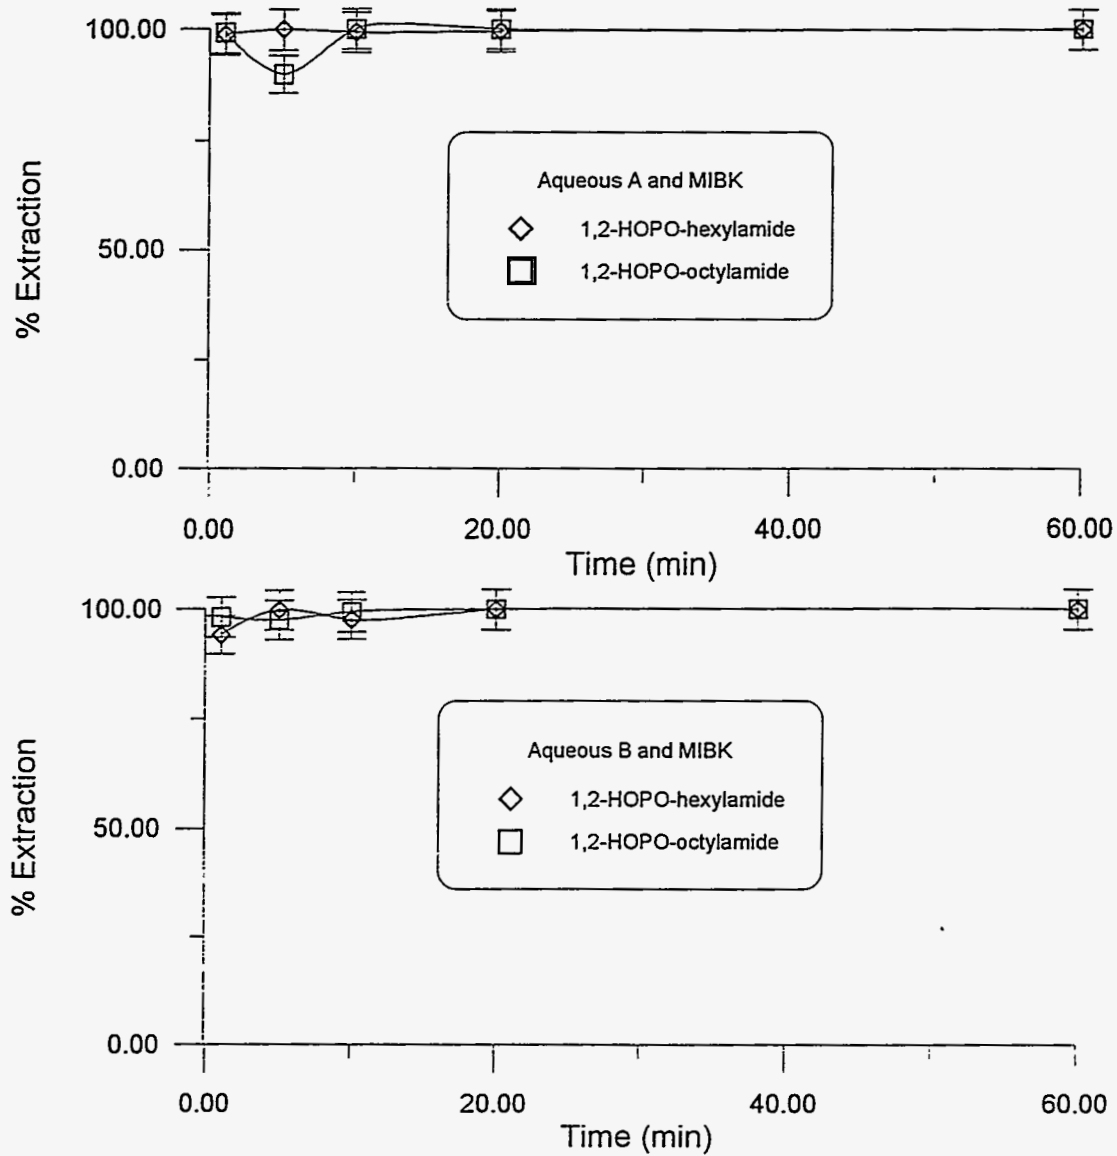 100.00
50.00
0.00
% Extraction
Aqueous A and MIBK
1,2-HOPO-hexylamide
1,2-HOPO-octylamide
0.00 20.00 40.00 60.00
Time (min)
100.00
50.00
0.00
% Extraction
Aqueous B and MIBK
1,2-HOPO-hexylamide
1,2-HOPO-octylamide
0.00 20.00 40.00 60.00
Time (min)